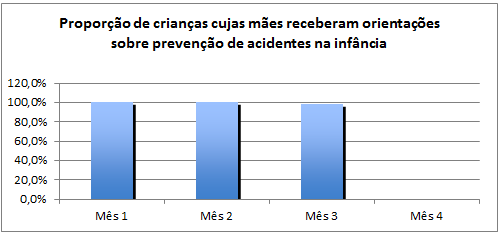 Proporção de crianças cujas mães receberam orientações
sobre prevenção de acidentes na infância
120,0%
100,0%
80,0%
60,0%
40,0%
20,0%
0,0%
Mês 1 Mês 2 Mês 3 Mês 4